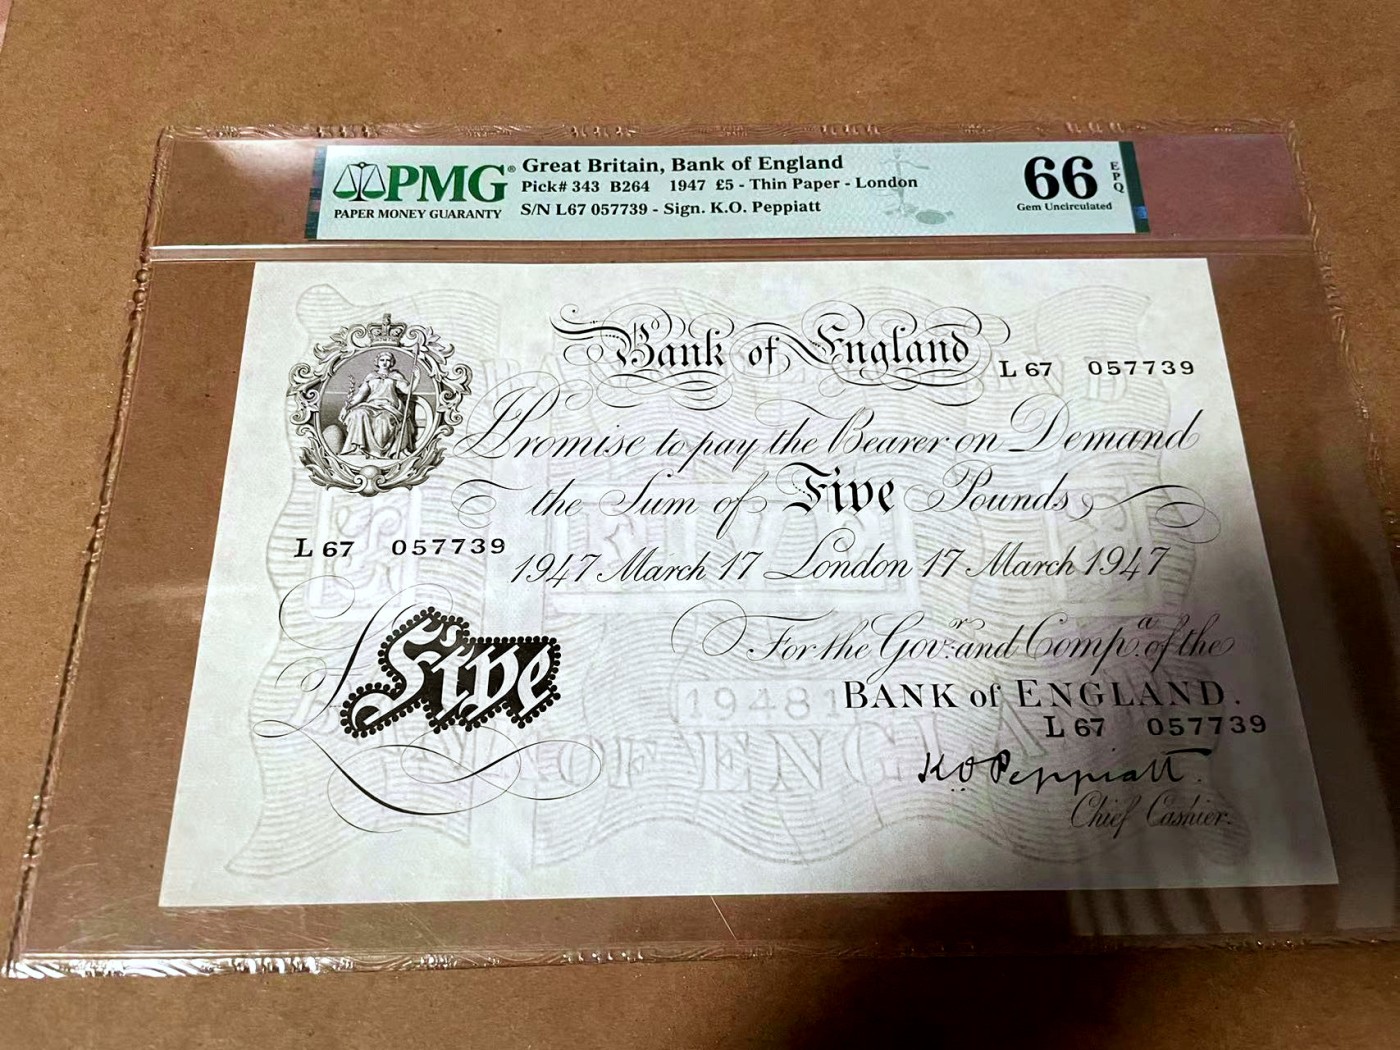 PMG®
PAPER MONEY GUARANTY
Great Britain, Bank of England
Pick# 343 B264 1947 £5 - Thin Paper - London
S/N L67 057739 - Sign. K.O. Peppiatt
66 EPQ
Gem Uncirculated
Bank of England
L 67 057739
I Promise to pay the Bearer on Demand
the Sum of Five Pounds
L 67 057739
1947 March 17 London 17 March 1947
For the Govr. and Compa. of the
£Five
BANK of ENGLAND.
19481
L 67 057739
OF ENGLA
K.O. Peppiatt.
Chief Cashier.